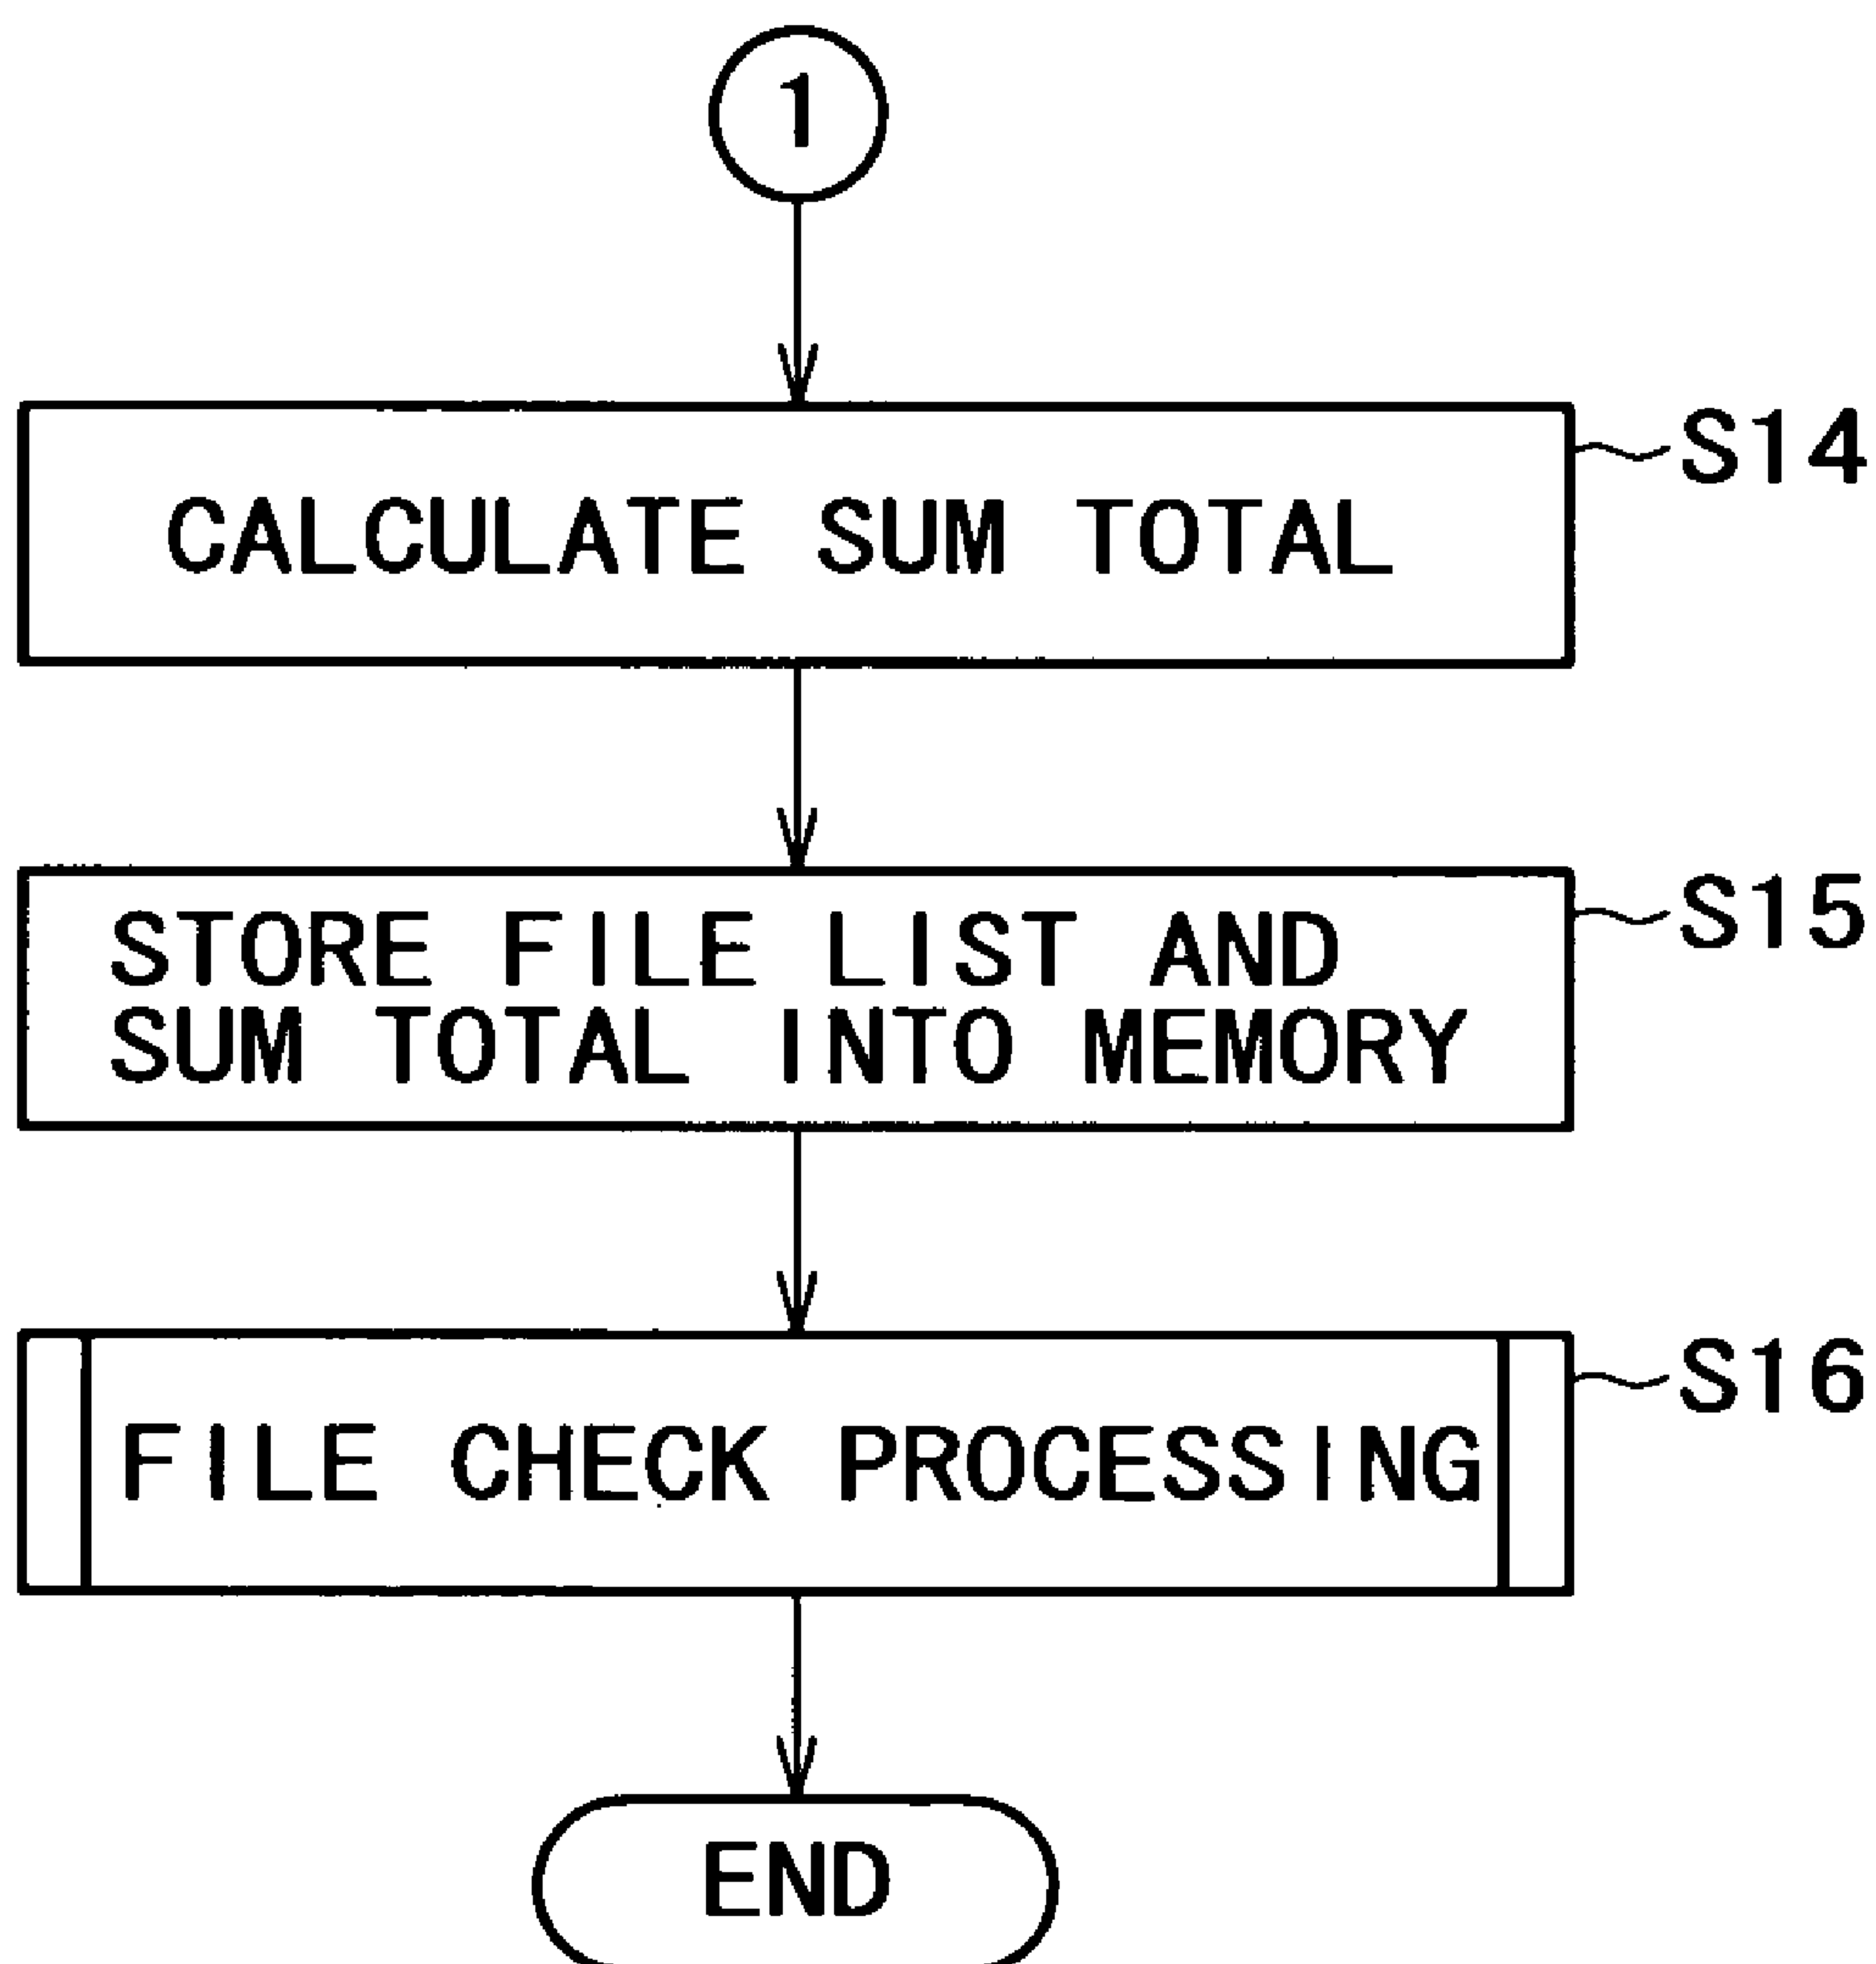 1
CALCULATE SUM TOTAL
S14
STORE FILE LIST AND
SUM TOTAL INTO MEMORY
S15
FILE CHECK PROCESSING
S16
END